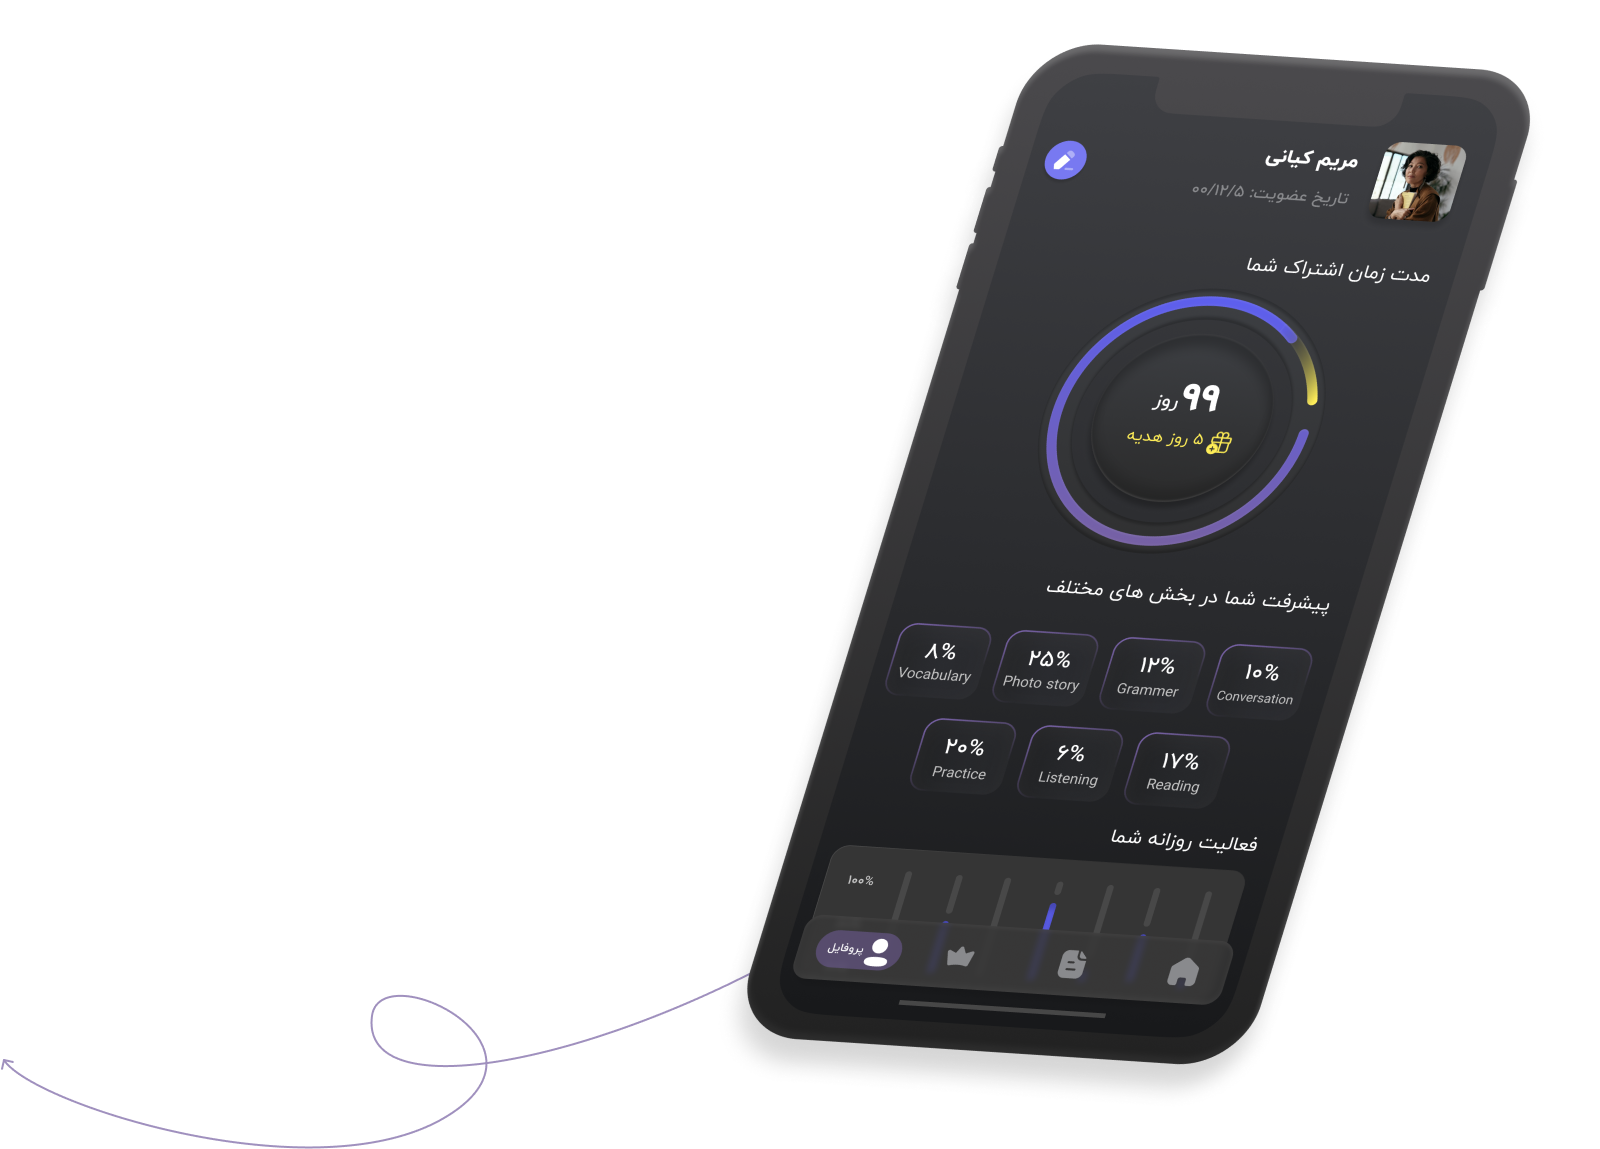 مریم کیانی
تاریخ عضویت: ۰۰/۱۲/۵
مدت زمان اشتراک شما
۹۹ روز
۵ روز هدیه
پیشرفت شما در بخش های مختلف
۱۰%
Conversation
۱۲%
Grammer
۲۵%
Photo story
۸%
Vocabulary
۱۷%
Reading
۶%
Listening
۲۰%
Practice
فعالیت روزانه شما
۱۰۰%
پروفایل